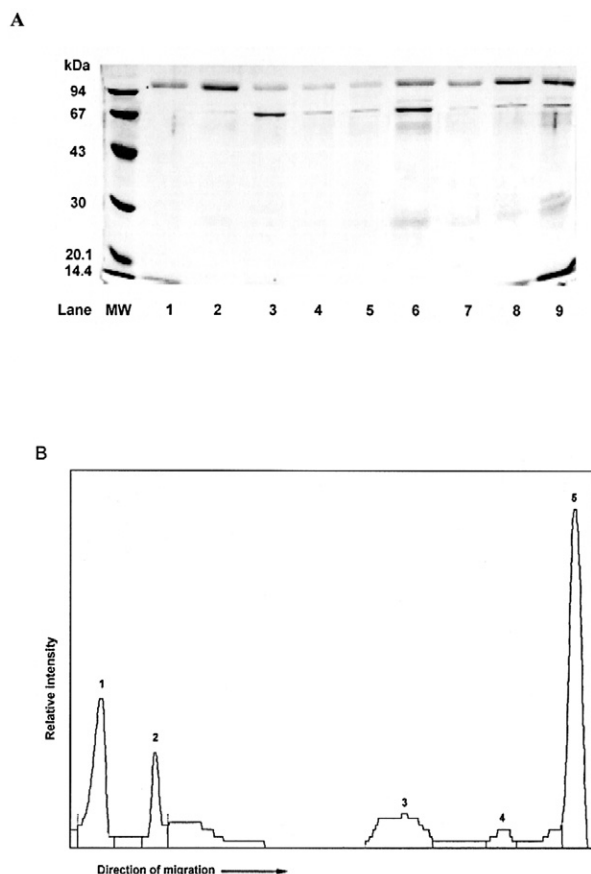 A
kDa
94
67
43
30
20.1
14.4
Lane MW 1 2 3 4 5 6 7 8 9
B
5
1
2
3
4
Relative intensity
Direction of migration